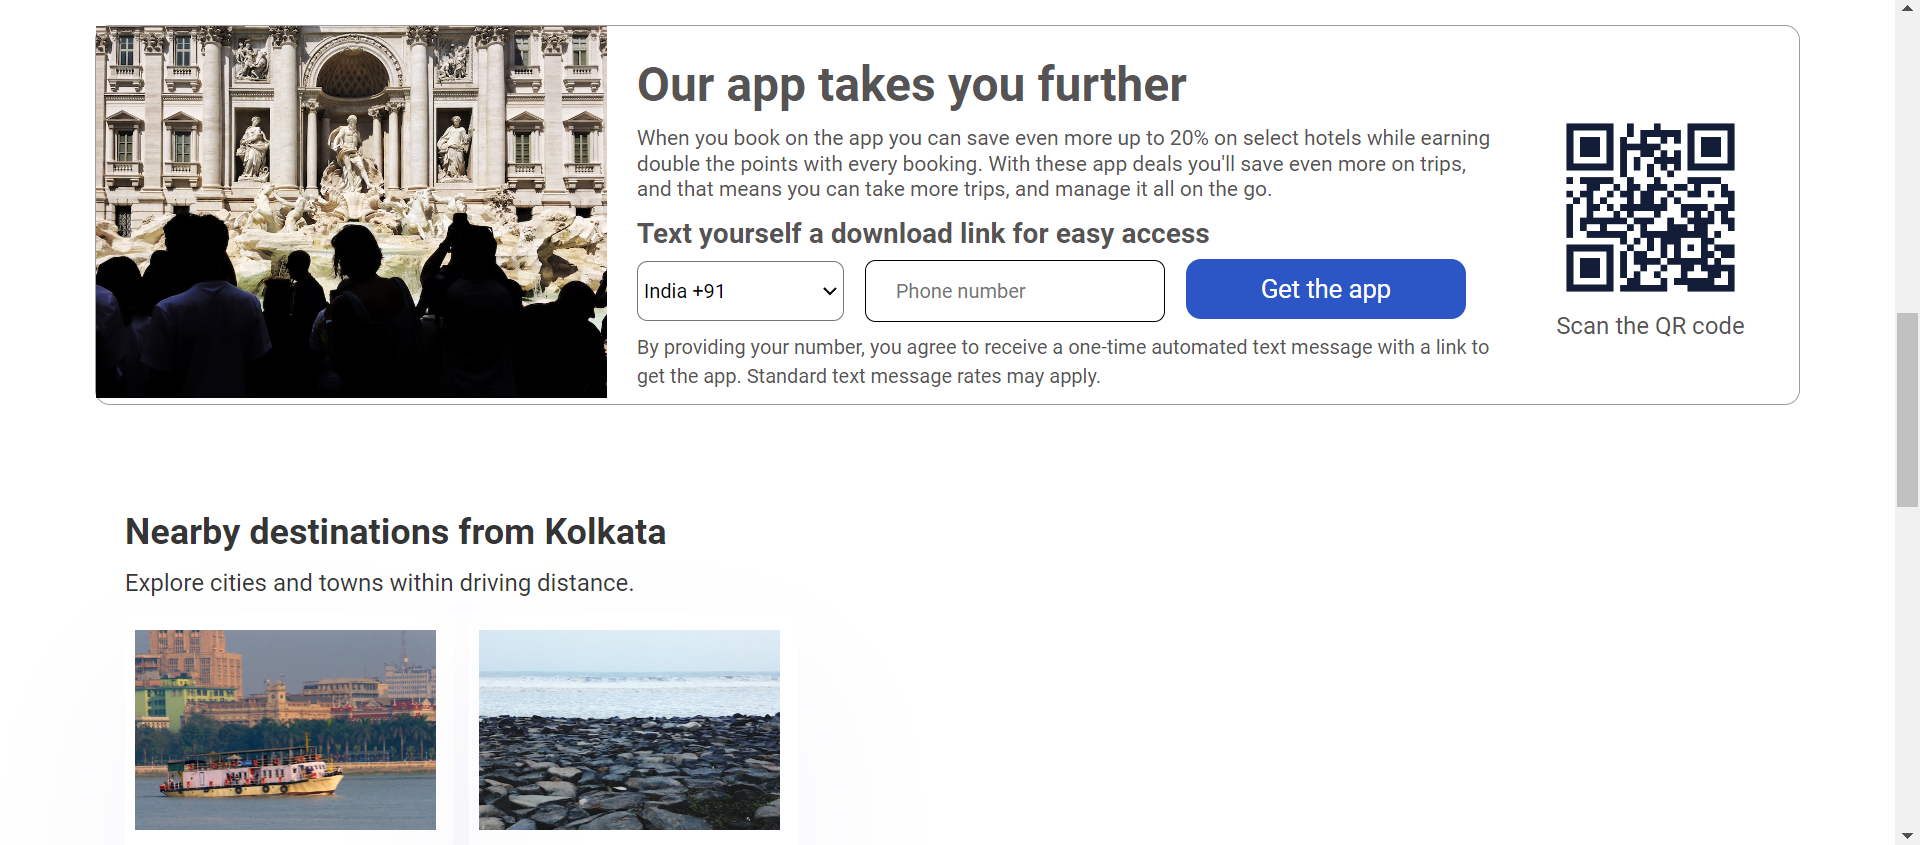 Our app takes you further
When you book on the app you can save even more up to 20% on select hotels while earning
double the points with every booking. With these app deals you'll save even more on trips,
and that means you can take more trips, and manage it all on the go.
Text yourself a download link for easy access
India +91
Phone number
Get the app
By providing your number, you agree to receive a one-time automated text message with a link to
get the app. Standard text message rates may apply.
Scan the QR code
Nearby destinations from Kolkata
Explore cities and towns within driving distance.